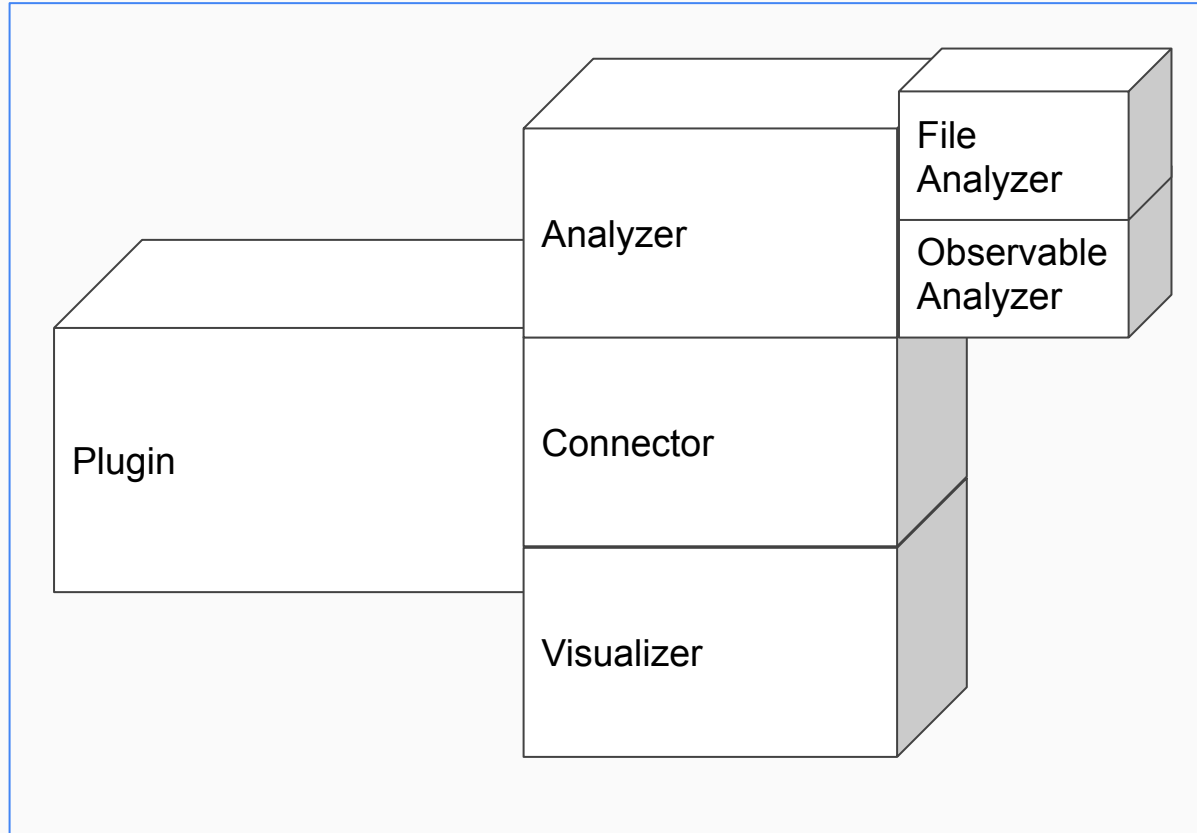 Plugin
Analyzer
File
Analyzer
Observable
Analyzer
Connector
Visualizer